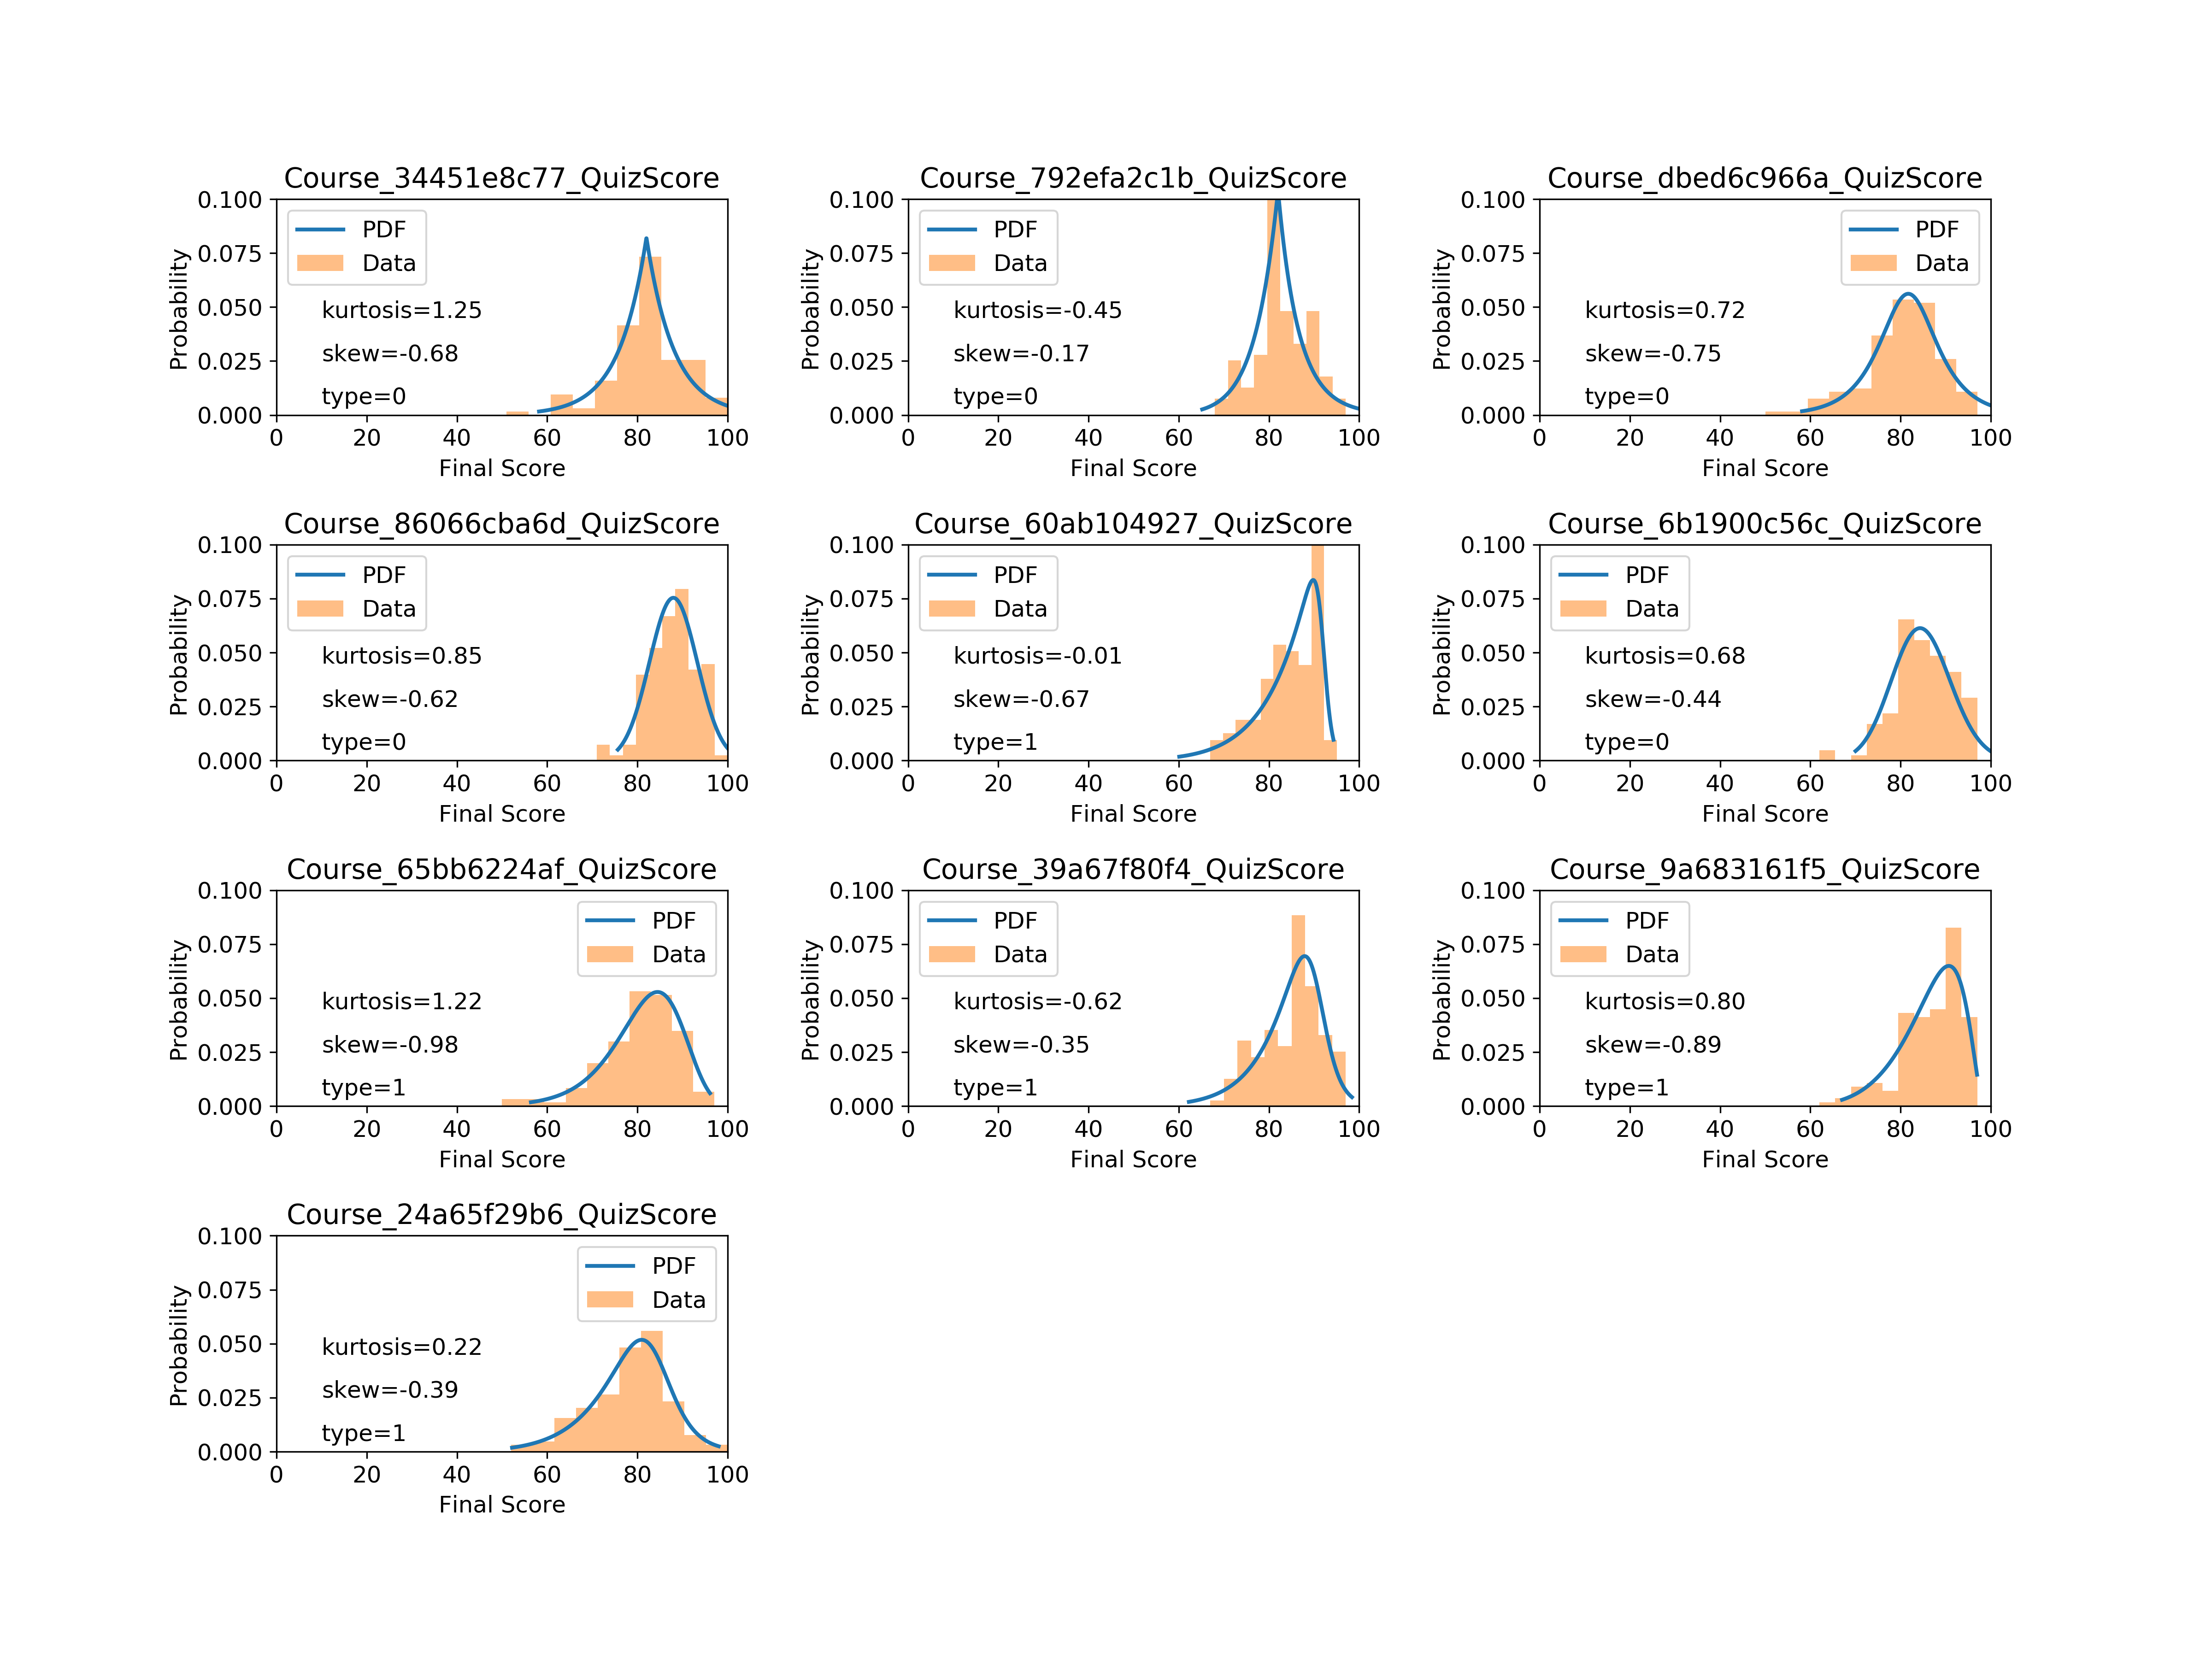 Course_34451e8c77_QuizScore
0.100
0.075
0.050
0.025
0.000
Probability
PDF
Data
kurtosis=1.25
skew=-0.68
type=0
0 20 40 60 80 100
Final Score
Course_792efa2c1b_QuizScore
0.100
0.075
0.050
0.025
0.000
Probability
PDF
Data
kurtosis=-0.45
skew=-0.17
type=0
0 20 40 60 80 100
Final Score
Course_dbed6c966a_QuizScore
0.100
0.075
0.050
0.025
0.000
Probability
PDF
Data
kurtosis=0.72
skew=-0.75
type=0
0 20 40 60 80 100
Final Score
Course_86066cba6d_QuizScore
0.100
0.075
0.050
0.025
0.000
Probability
PDF
Data
kurtosis=0.85
skew=-0.62
type=0
0 20 40 60 80 100
Final Score
Course_60ab104927_QuizScore
0.100
0.075
0.050
0.025
0.000
Probability
PDF
Data
kurtosis=-0.01
skew=-0.67
type=1
0 20 40 60 80 100
Final Score
Course_6b1900c56c_QuizScore
0.100
0.075
0.050
0.025
0.000
Probability
PDF
Data
kurtosis=0.68
skew=-0.44
type=0
0 20 40 60 80 100
Final Score
Course_65bb6224af_QuizScore
0.100
0.075
0.050
0.025
0.000
Probability
PDF
Data
kurtosis=1.22
skew=-0.98
type=1
0 20 40 60 80 100
Final Score
Course_39a67f80f4_QuizScore
0.100
0.075
0.050
0.025
0.000
Probability
PDF
Data
kurtosis=-0.62
skew=-0.35
type=1
0 20 40 60 80 100
Final Score
Course_9a683161f5_QuizScore
0.100
0.075
0.050
0.025
0.000
Probability
PDF
Data
kurtosis=0.80
skew=-0.89
type=1
0 20 40 60 80 100
Final Score
Course_24a65f29b6_QuizScore
0.100
0.075
0.050
0.025
0.000
Probability
PDF
Data
kurtosis=0.22
skew=-0.39
type=1
0 20 40 60 80 100
Final Score